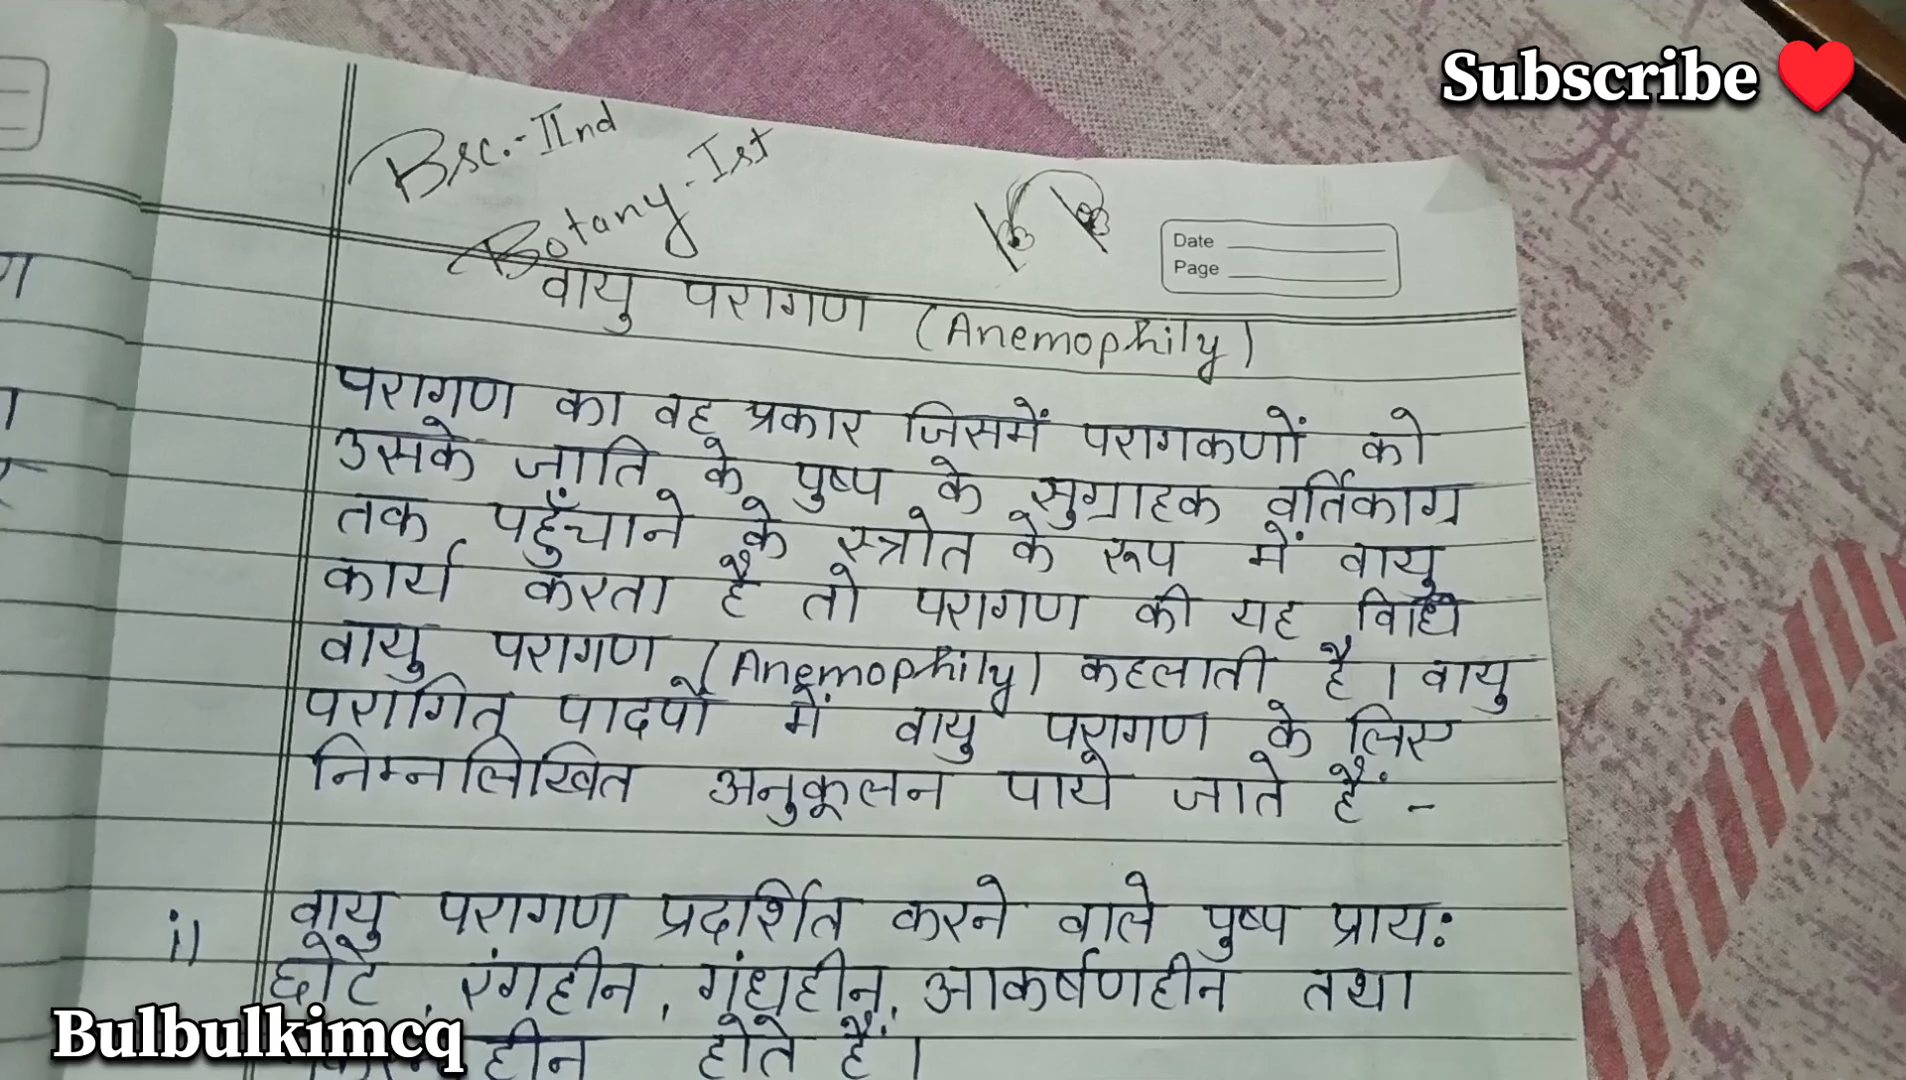 Subscribe
Bsc.-IInd
Botany-Ist
Date
Page
वायु परागण (Anemophily)
परागण का वह प्रकार जिसमें परागकणों को
उसके जाति के पुष्प के सुग्राहक वर्तिकाग्र
तक पहुँचाने के स्त्रोत के रूप में वायु
कार्य करता है तो परागण की यह विधि
वायु परागण (Anemophily) कहलाती है। वायु
परागित पादपों में वायु परागण के लिए
निम्नलिखित अनुकूलन पाये जाते हैं -
i) वायु परागण प्रदर्शित करने वाले पुष्प प्रायः
छोटे, रंगहीन, गंधहीन, आकर्षणहीन तथा
होते हैं।
Bulbulkimcq